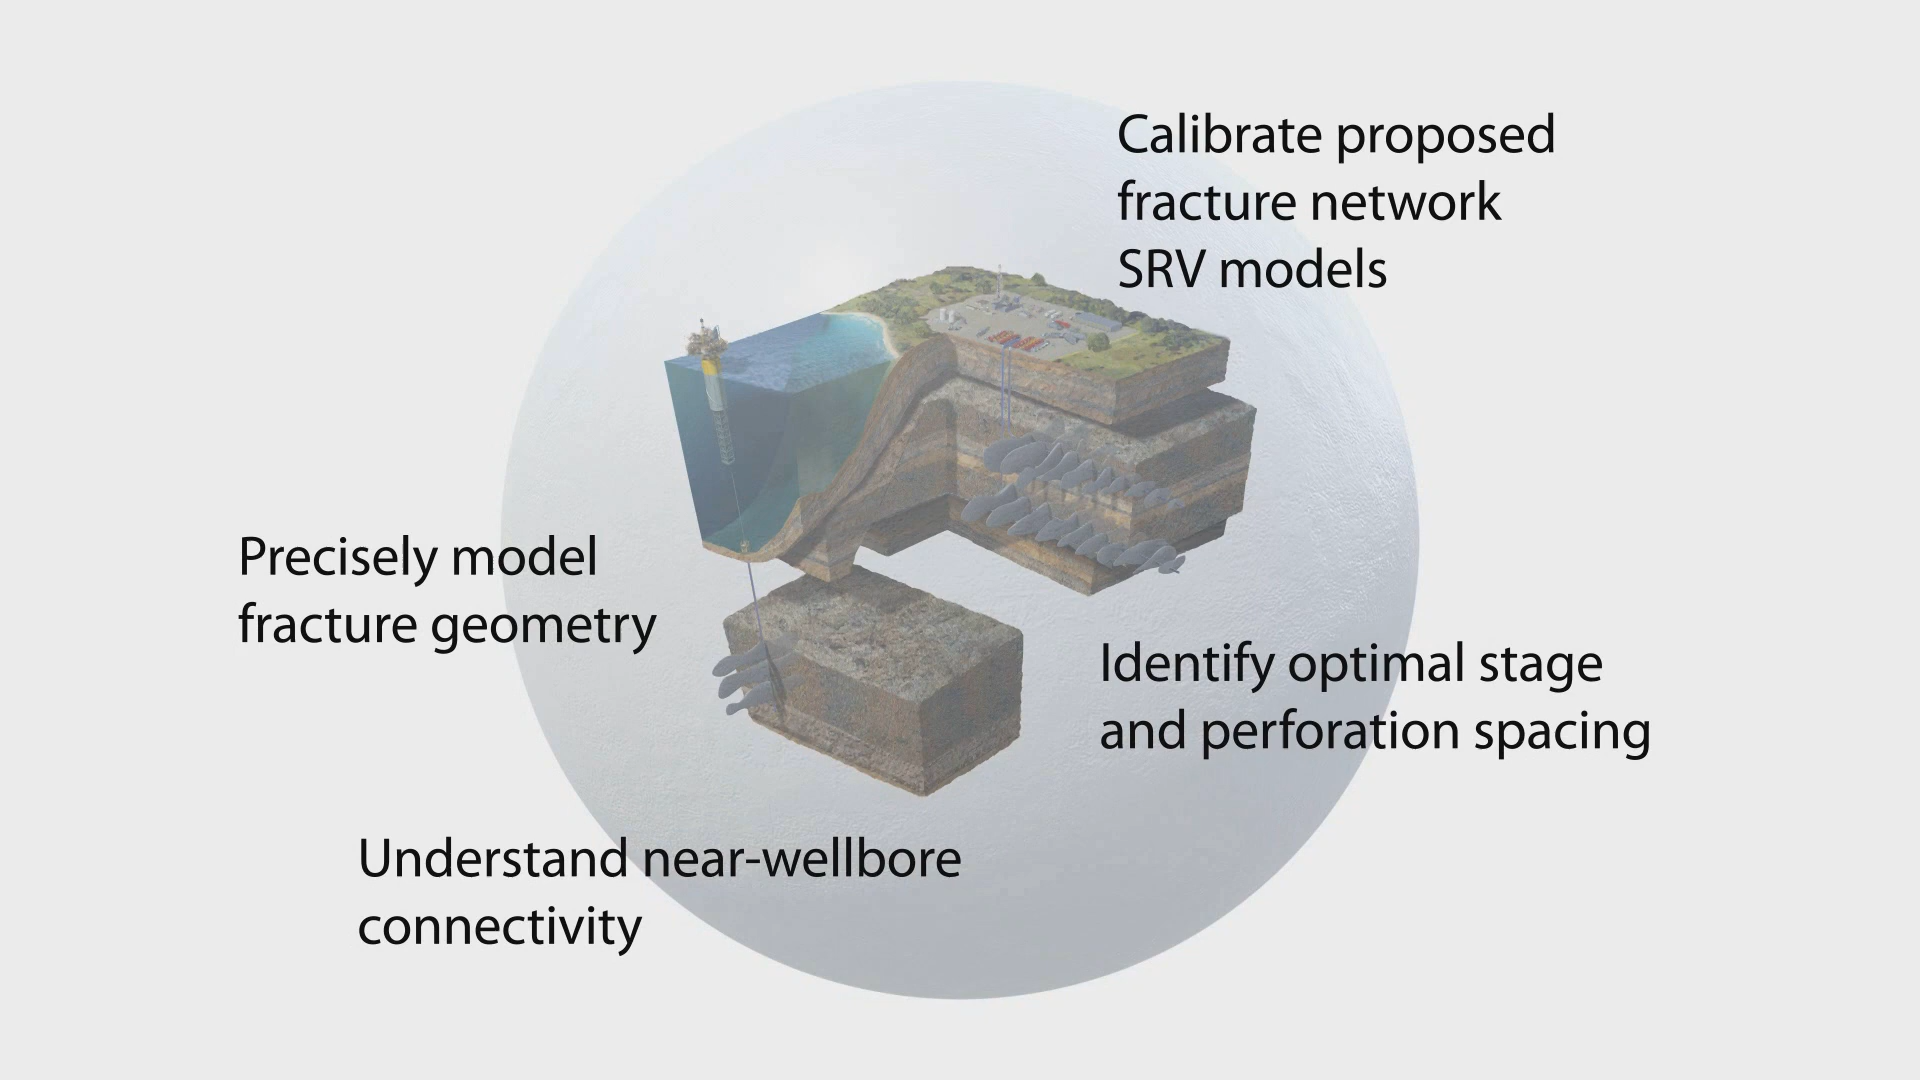 Calibrate proposed
fracture network
SRV models
Precisely model
fracture geometry
Identify optimal stage
and perforation spacing
Understand near-wellbore
connectivity